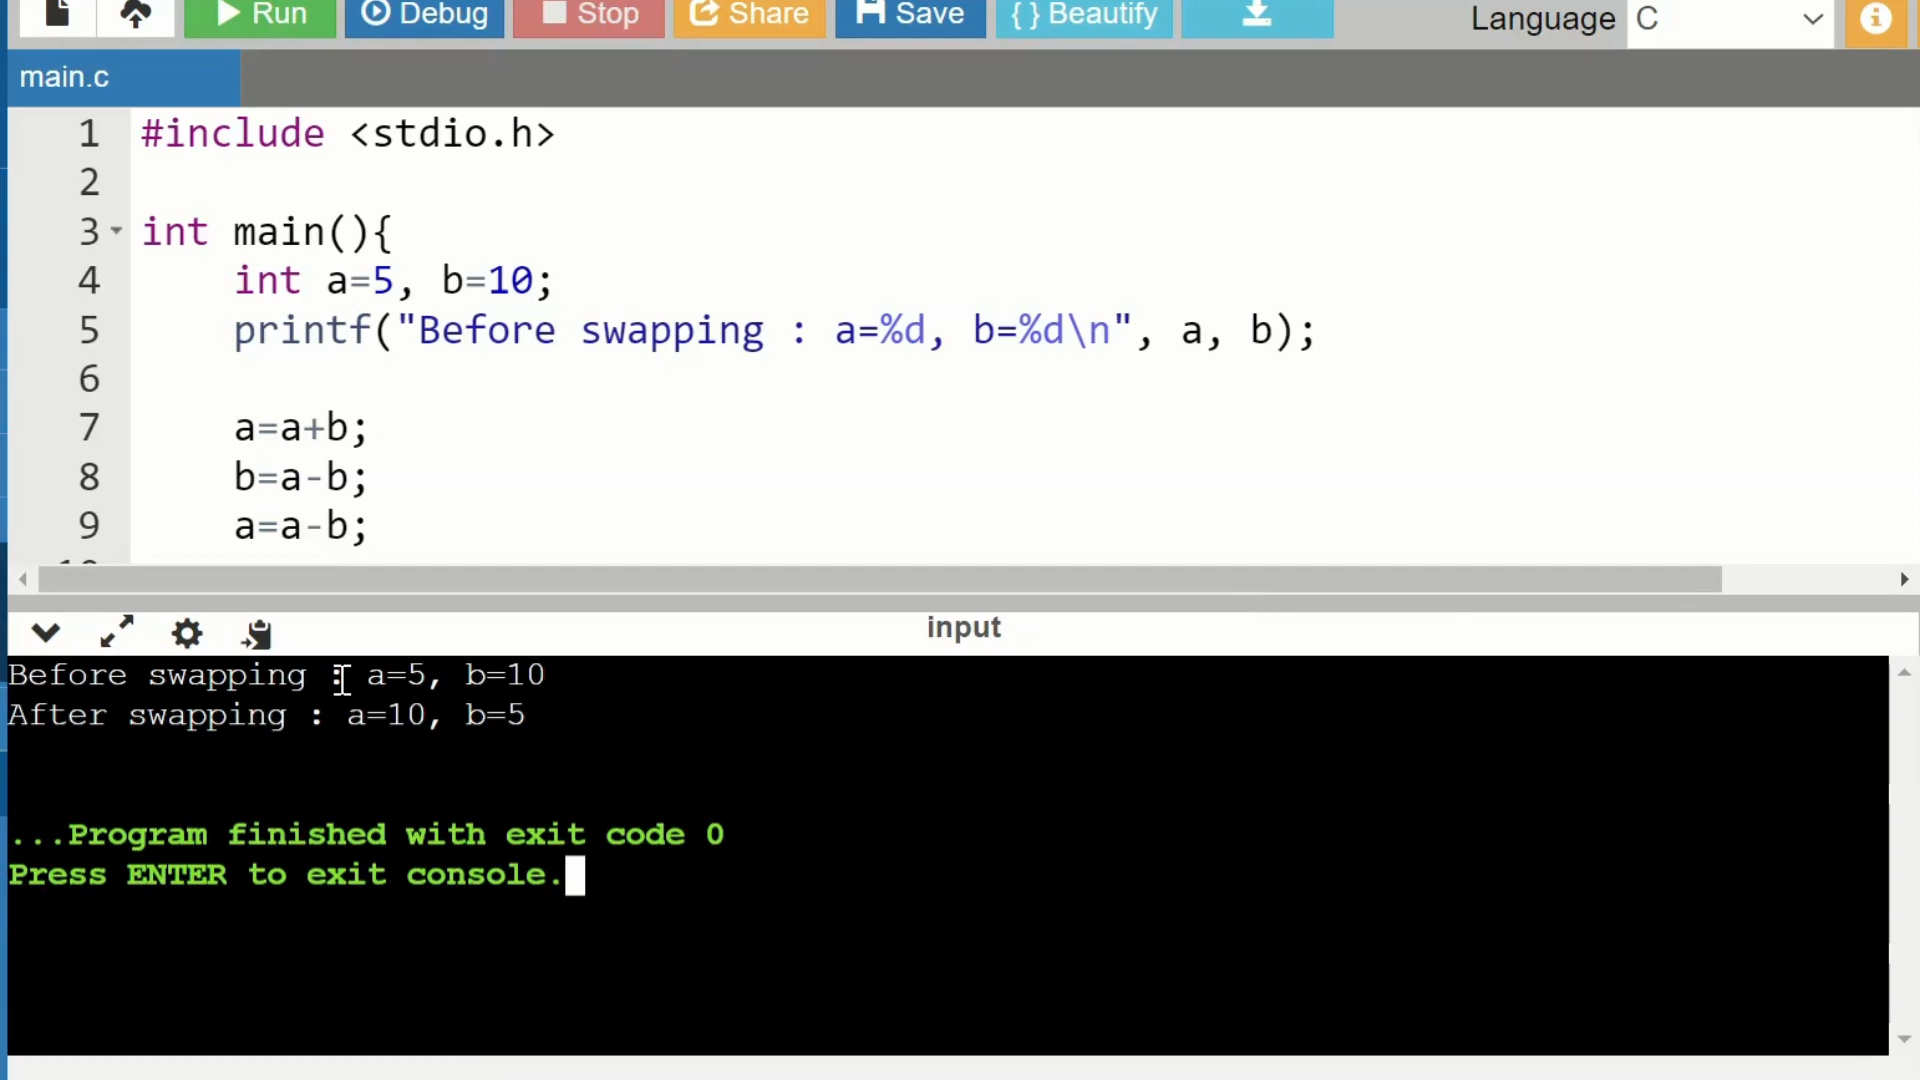 Run Debug Stop Share Save { } Beautify Language C
main.c
1 #include <stdio.h>
2
3 int main(){
4 int a=5, b=10;
5 printf("Before swapping : a=%d, b=%d\n", a, b);
6
7 a=a+b;
8 b=a-b;
9 a=a-b;
input
Before swapping : a=5, b=10
After swapping : a=10, b=5
...Program finished with exit code 0
Press ENTER to exit console.